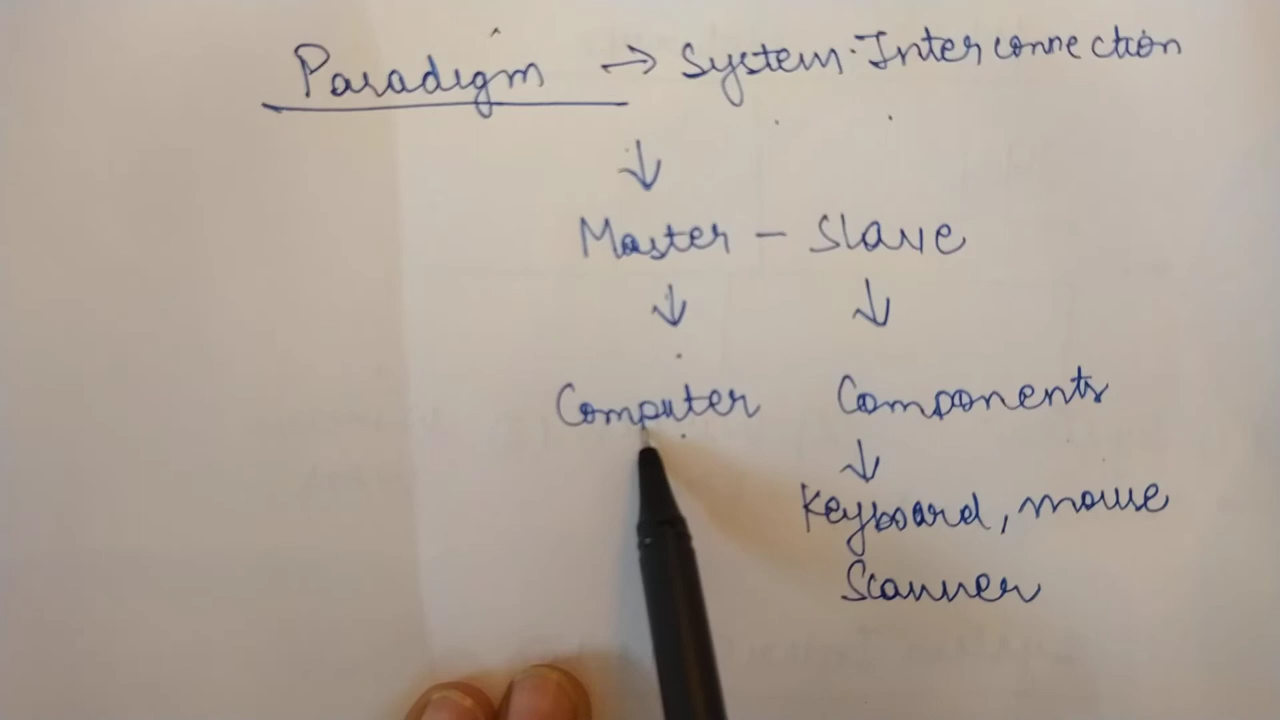 Paradigm → System Interconnection
↓
Master - Slave
↓ ↓
Computer Components
↓
Keyboard, mouse
Scanner